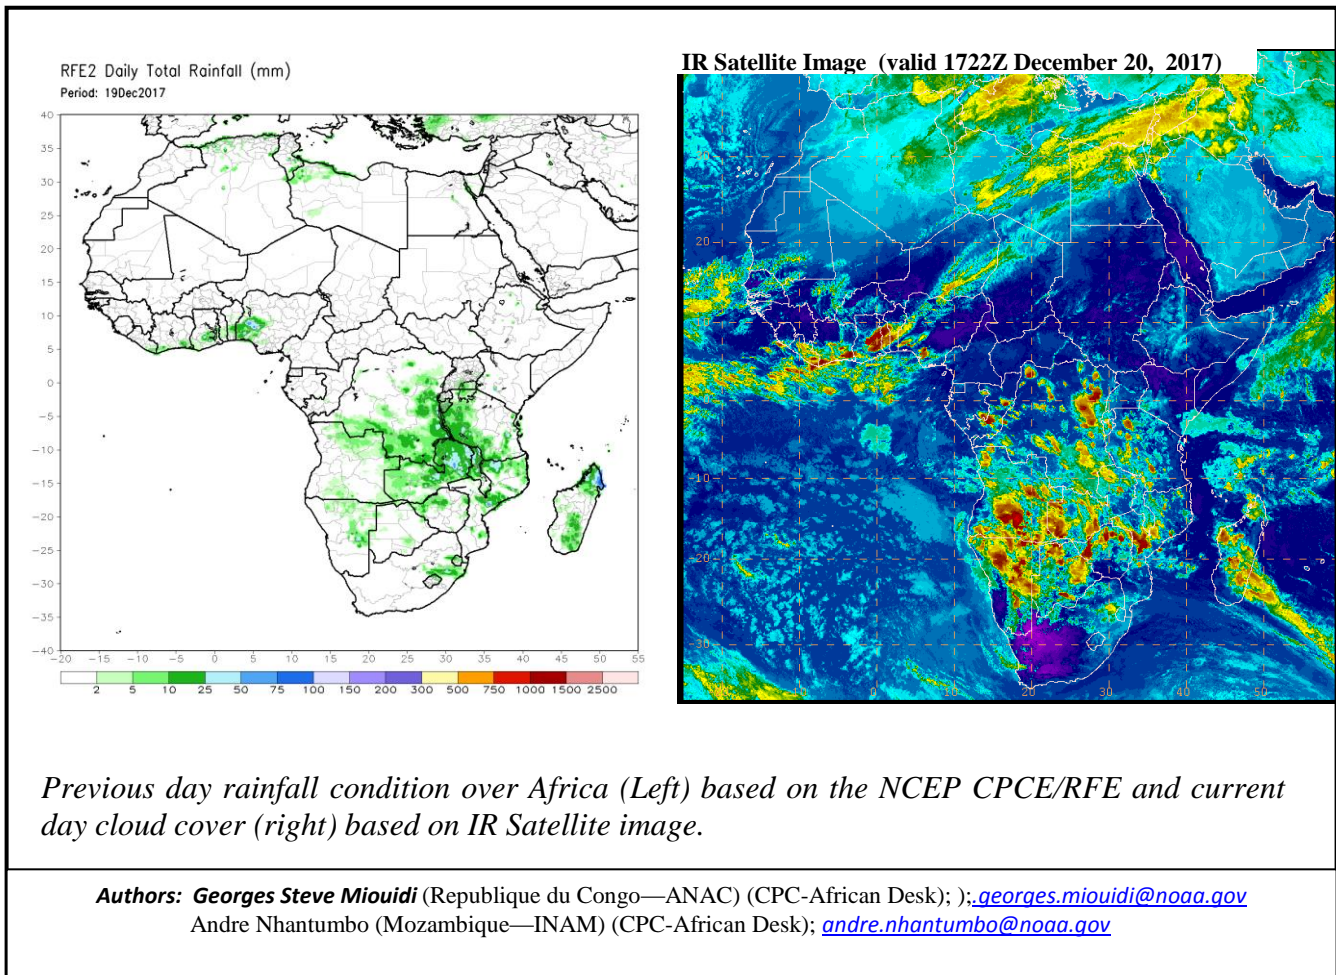 RFE2 Daily Total Rainfall (mm)
Period: 19Dec2017
IR Satellite Image (valid 1722Z December 20, 2017)
40
35
30
25
20
15
10
5
0
−5
−10
−15
−20
−25
−30
−35
−40
−20 −15 −10 −5 0 5 10 15 20 25 30 35 40 45 50 55
2 5 10 25 50 75 100 150 200 300 500 750 1000 1500 2500
20
-10
-20
0 10 20 30 40 50
Previous day rainfall condition over Africa (Left) based on the NCEP CPCE/RFE and current
day cloud cover (right) based on IR Satellite image.
Authors: Georges Steve Miouidi (Republique du Congo—ANAC) (CPC-African Desk); );.georges.miouidi@noaa.gov
Andre Nhantumbo (Mozambique—INAM) (CPC-African Desk); andre.nhantumbo@noaa.gov